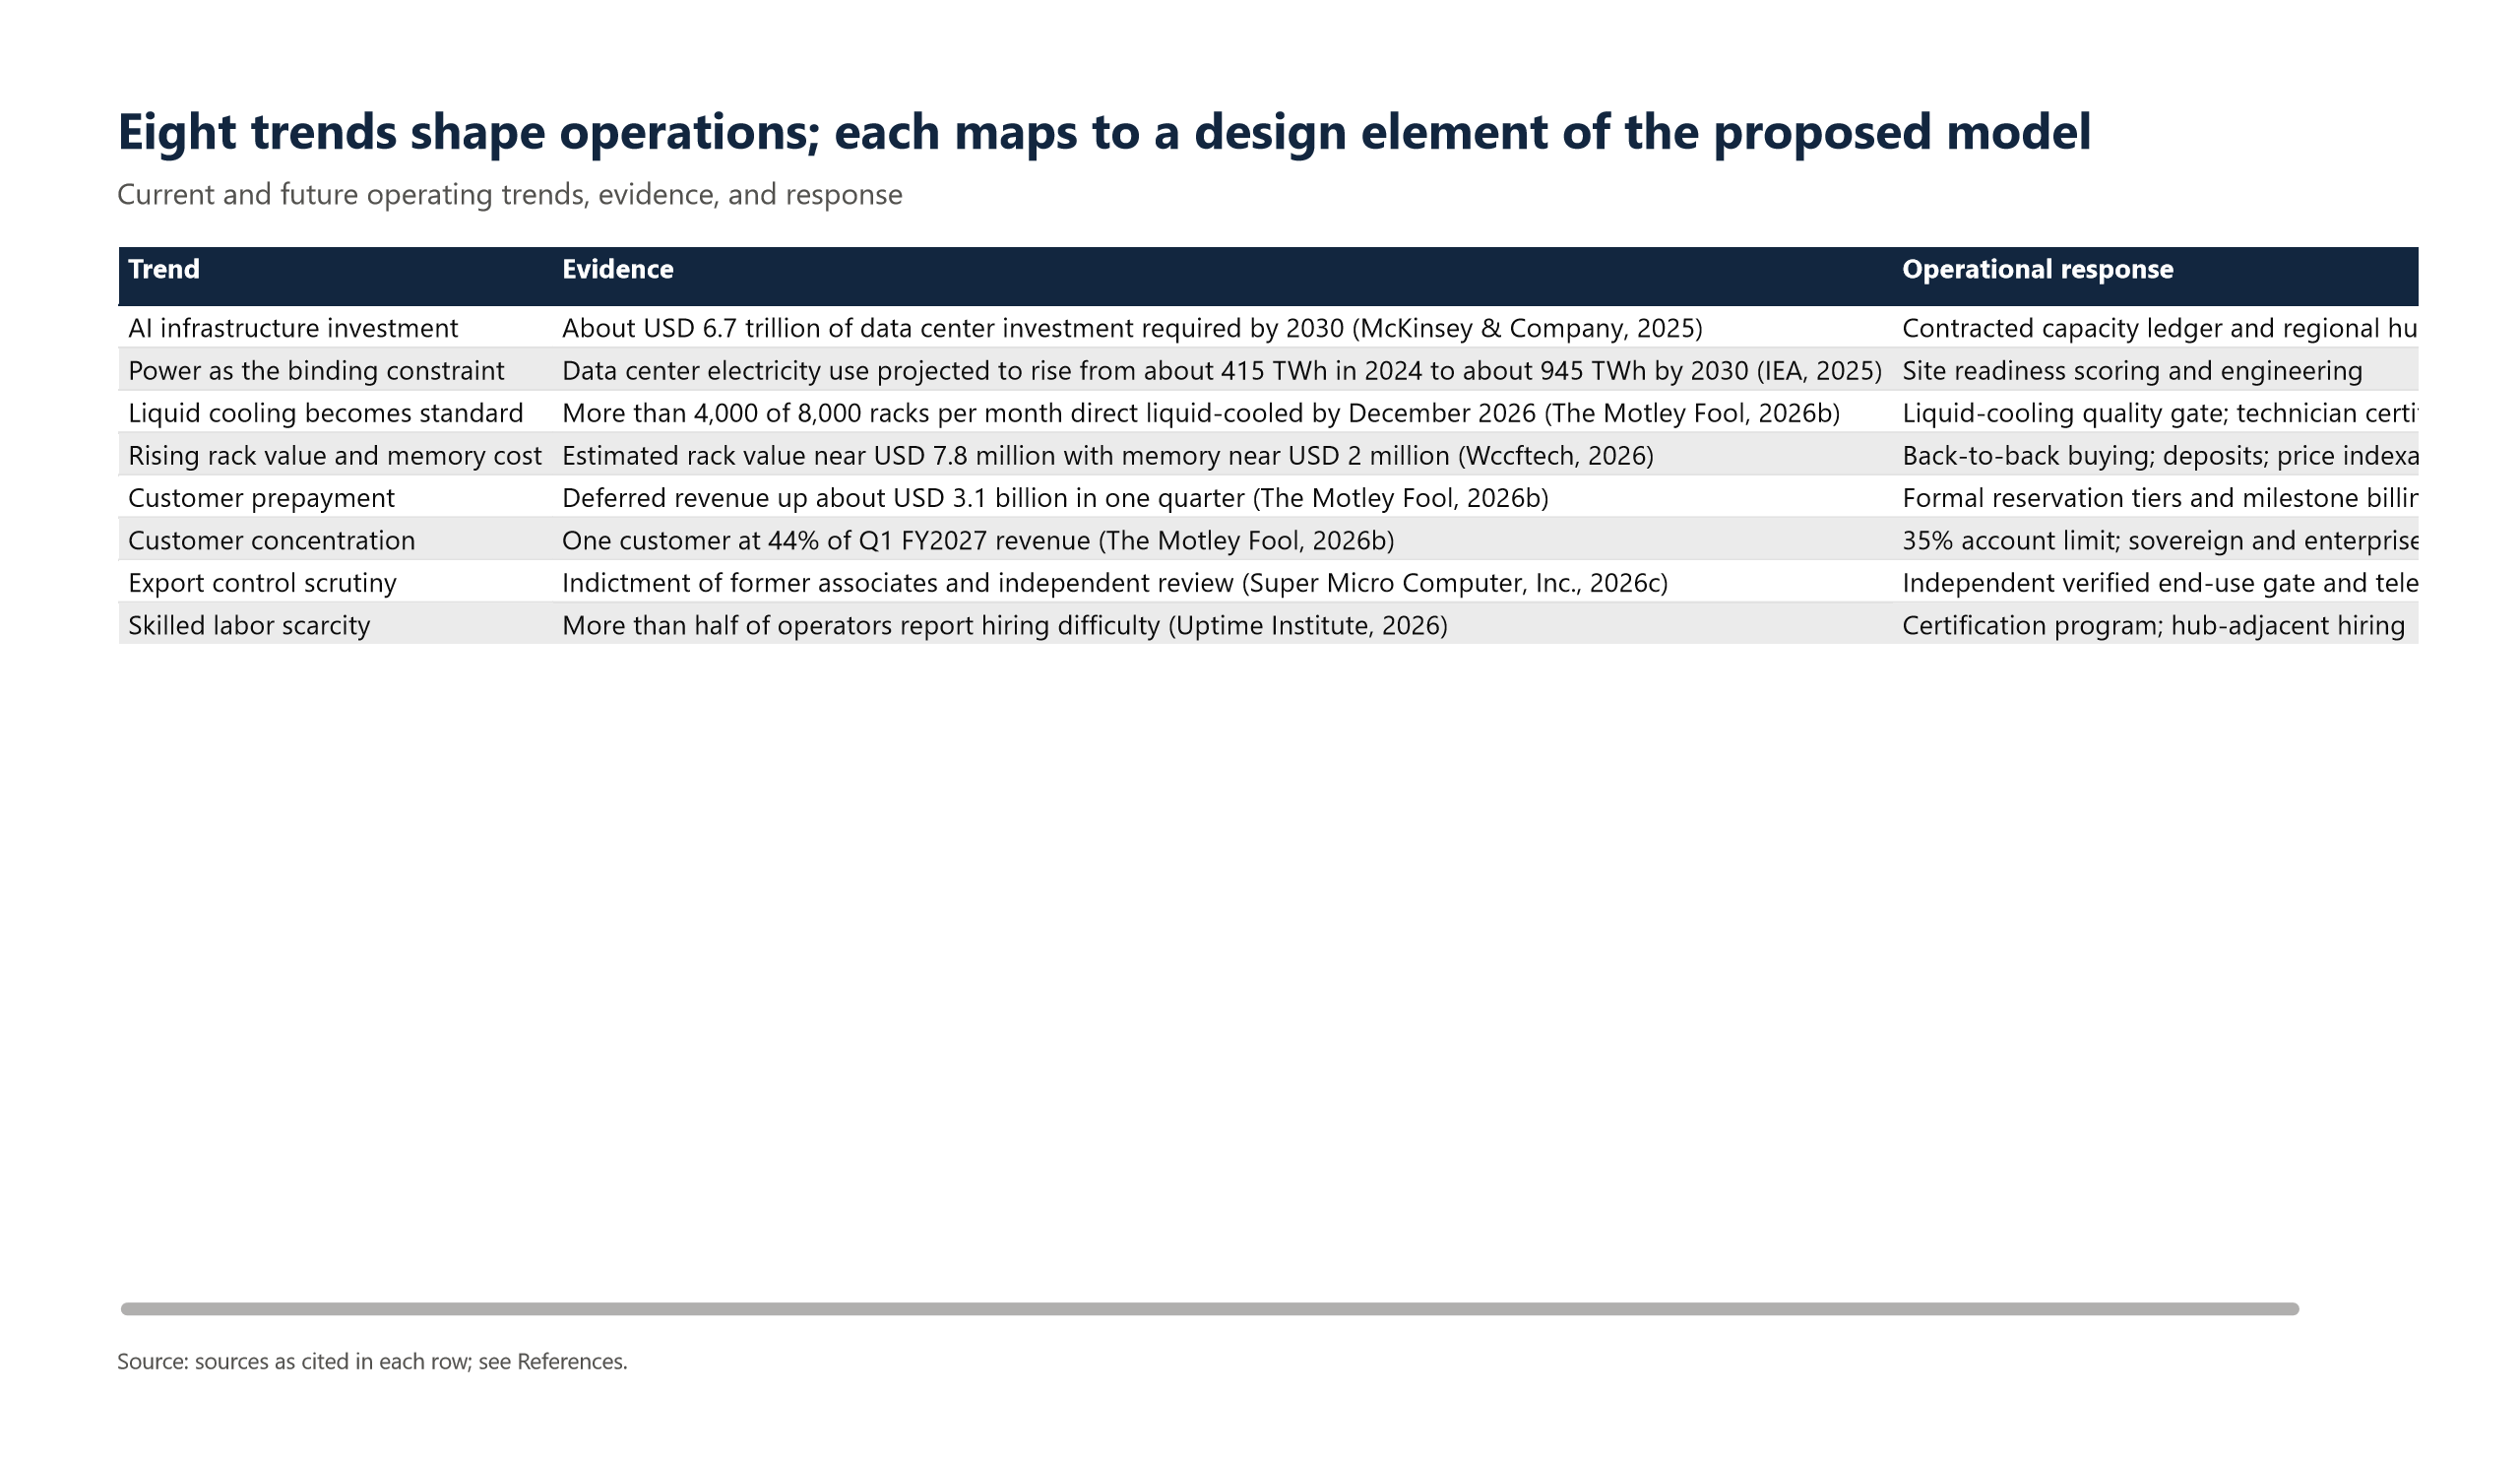 Eight trends shape operations; each maps to a design element of the proposed model
Current and future operating trends, evidence, and response
Trend Evidence Operational response
AI infrastructure investment About USD 6.7 trillion of data center investment required by 2030 (McKinsey & Company, 2025) Contracted capacity ledger and regional
Power as the binding constraint Data center electricity use projected to rise from about 415 TWh in 2024 to about 945 TWh by 2030 (IEA, 2025) Site readiness scoring and engineering
Liquid cooling becomes standard More than 4,000 of 8,000 racks per month direct liquid-cooled by December 2026 (The Motley Fool, 2026b) Liquid-cooling quality gate; technician
Rising rack value and memory cost Estimated rack value near USD 7.8 million with memory near USD 2 million (Wccftech, 2026) Back-to-back buying; deposits; price
Customer prepayment Deferred revenue up about USD 3.1 billion in one quarter (The Motley Fool, 2026b) Formal reservation tiers and milestone
Customer concentration One customer at 44% of Q1 FY2027 revenue (The Motley Fool, 2026b) 35% account limit; sovereign and enterprise
Export control scrutiny Indictment of former associates and independent review (Super Micro Computer, Inc., 2026c) Independent verified end-use gate and
Skilled labor scarcity More than half of operators report hiring difficulty (Uptime Institute, 2026) Certification program; hub-adjacent hiring
Source: sources as cited in each row; see References.